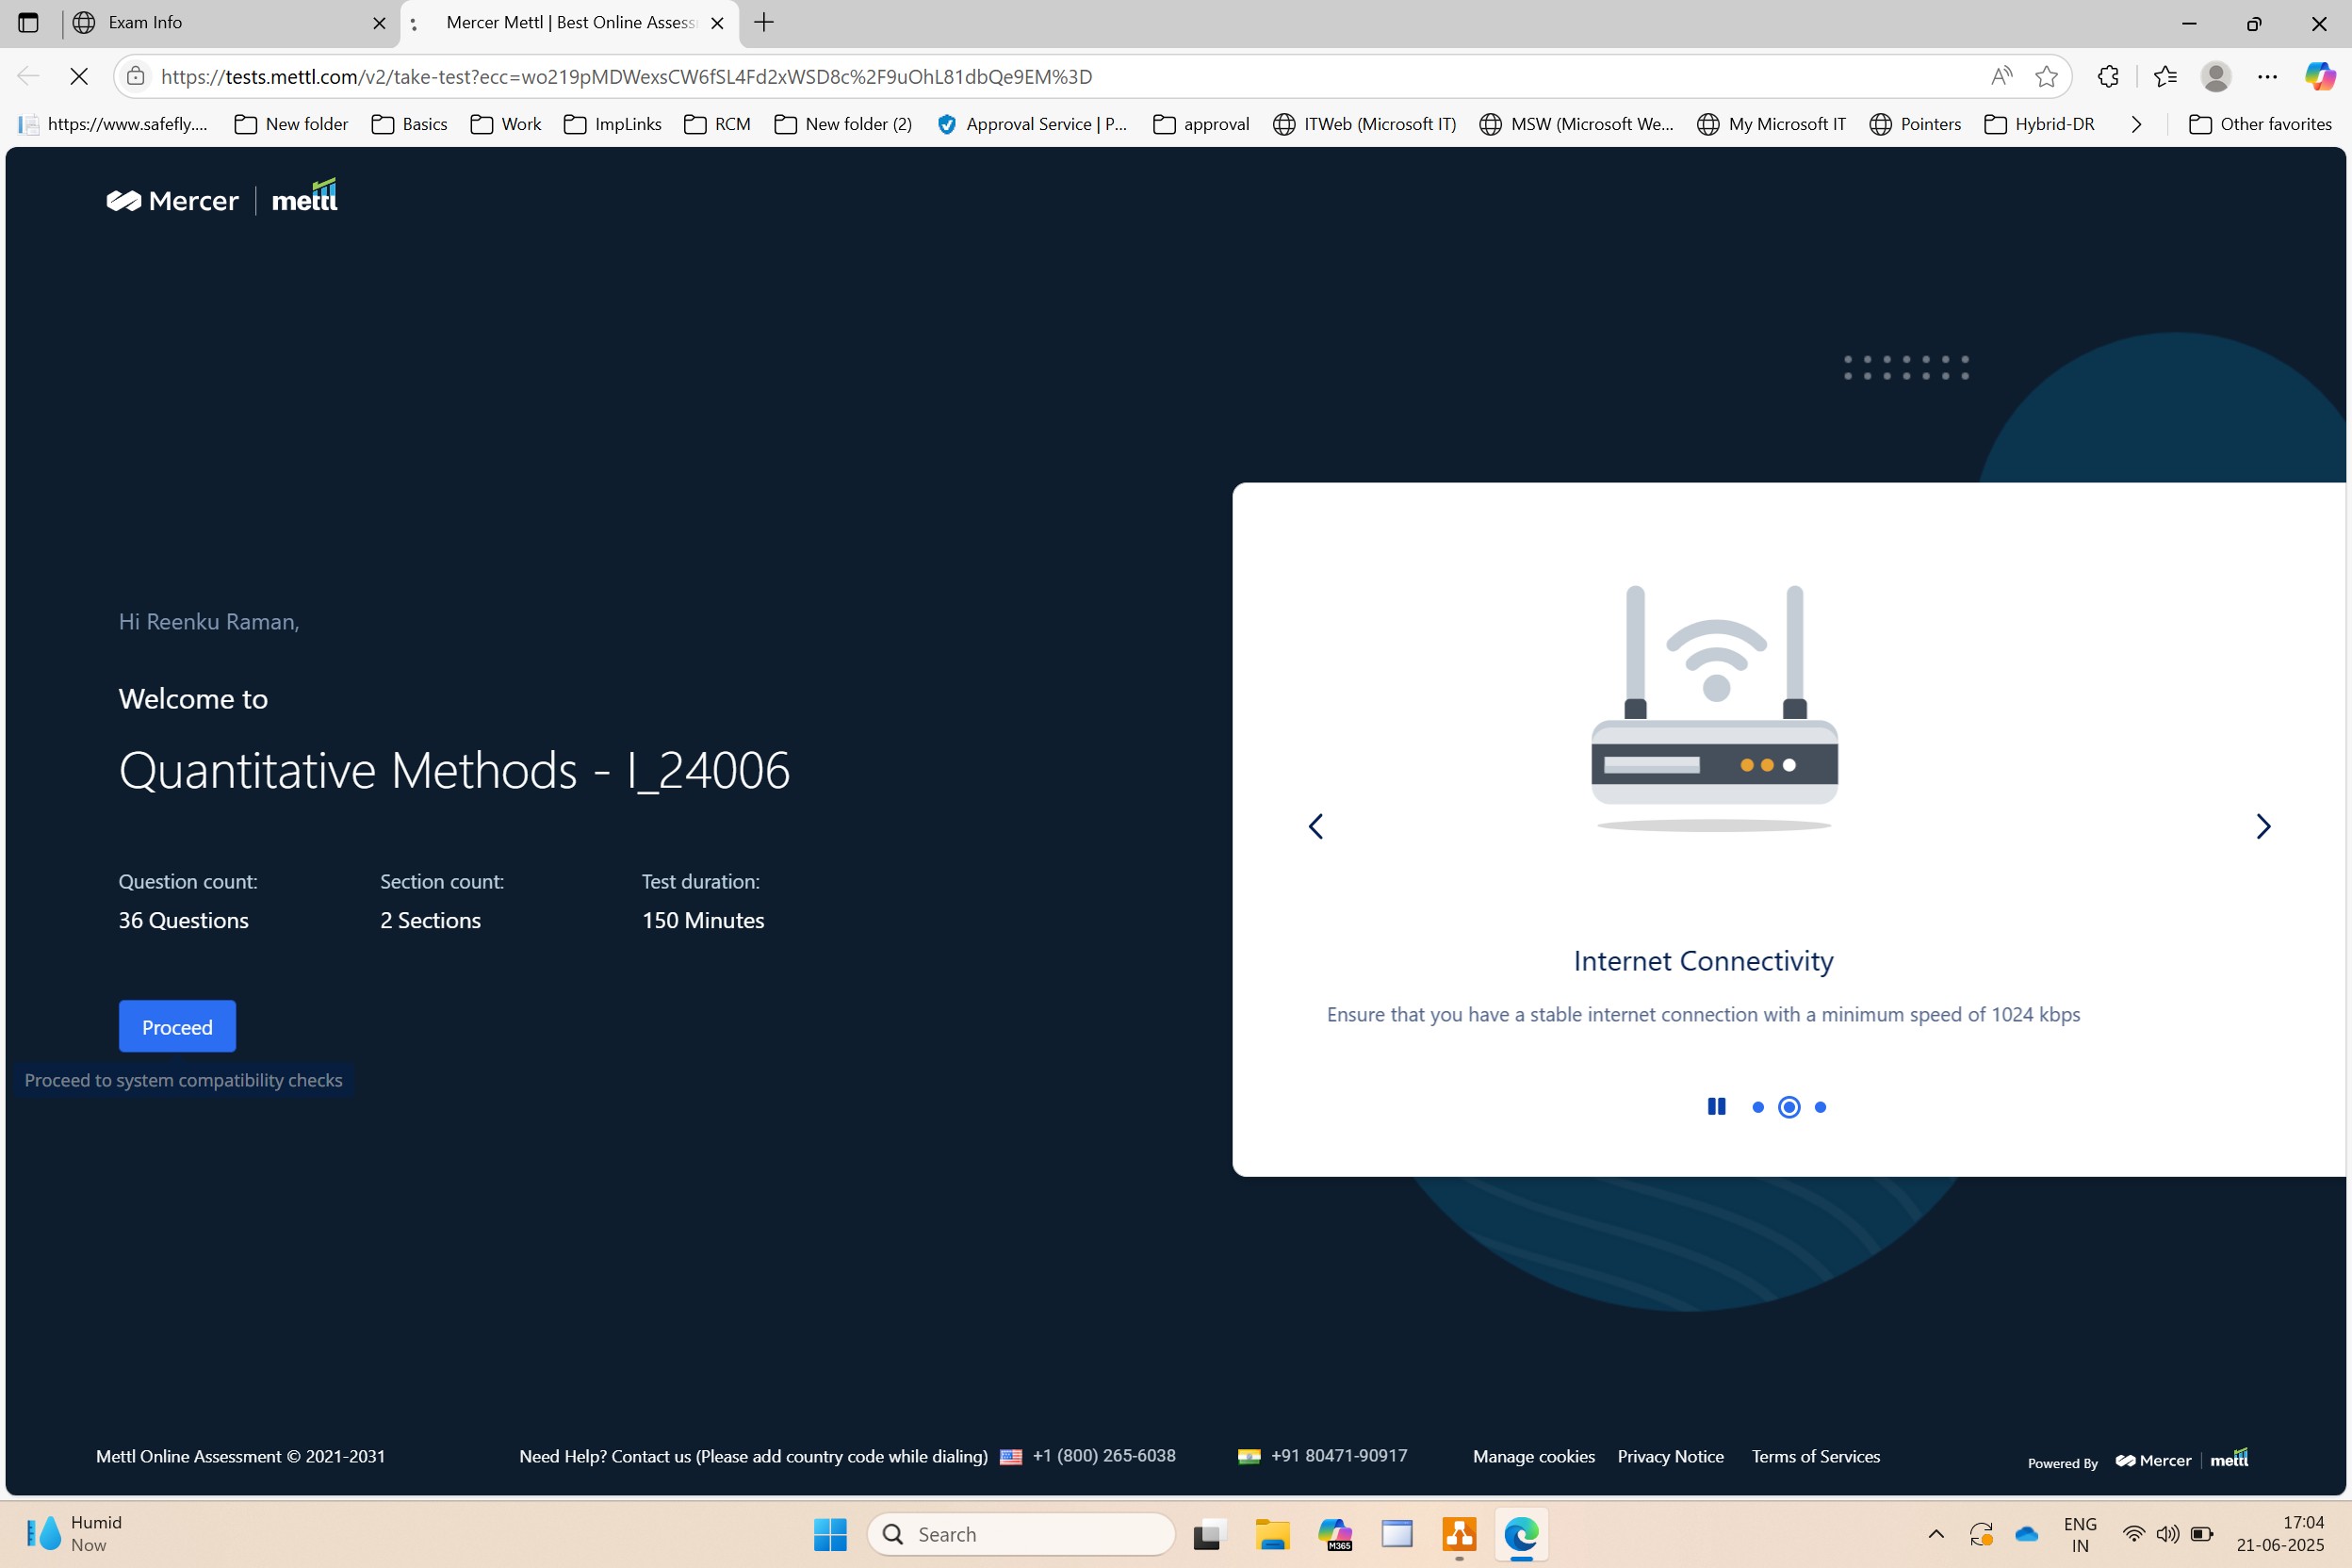 Exam Info
Mercer Mettl | Best Online Assess
https://tests.mettl.com/v2/take-test?ecc=wo219pMDWexsCW6fSL4Fd2xWSD8c%2F9uOhL81dbQe9EM%3D
https://www.safefly....
New folder
Basics
Work
ImpLinks
RCM
New folder (2)
Approval Service | P...
approval
ITWeb (Microsoft IT)
MSW (Microsoft We...
My Microsoft IT
Pointers
Hybrid-DR
Other favorites
Mercer | mettl
Hi Reenku Raman,
Welcome to
Quantitative Methods - I_24006
Question count:
36 Questions
Section count:
2 Sections
Test duration:
150 Minutes
Proceed
Proceed to system compatibility checks
Internet Connectivity
Ensure that you have a stable internet connection with a minimum speed of 1024 kbps
Mettl Online Assessment © 2021-2031
Need Help? Contact us (Please add country code while dialing)
+1 (800) 265-6038
+91 80471-90917
Manage cookies
Privacy Notice
Terms of Services
Powered By
Mercer | mettl
Humid
Now
Search
M365
ENG
IN
17:04
21-06-2025